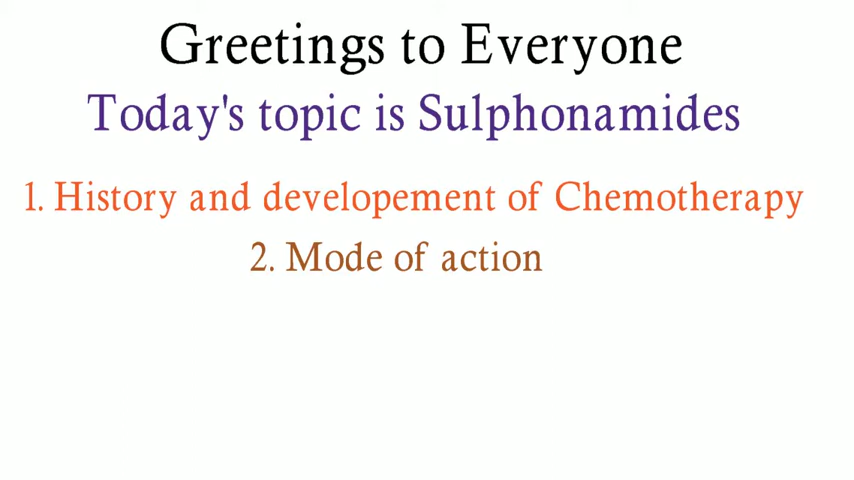 Greetings to Everyone
Today's topic is Sulphonamides
1. History and developement of Chemotherapy
2. Mode of action